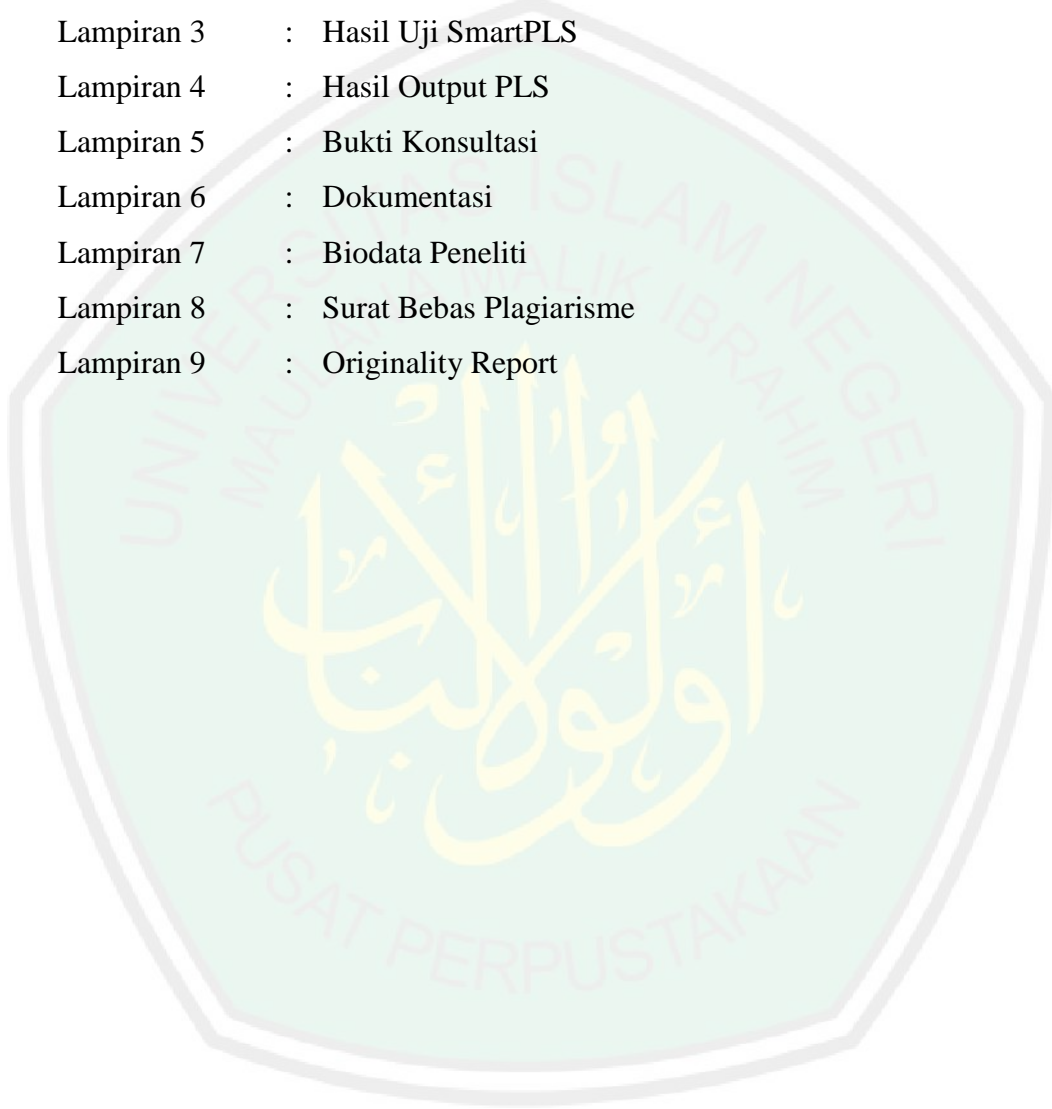 Lampiran 3 : Hasil Uji SmartPLS
Lampiran 4 : Hasil Output PLS
Lampiran 5 : Bukti Konsultasi
Lampiran 6 : Dokumentasi
Lampiran 7 : Biodata Peneliti
Lampiran 8 : Surat Bebas Plagiarisme
Lampiran 9 : Originality Report
UNIVERSITAS ISLAM NEGERI
MAULANA MALIK IBRAHIM
أولوا الألباب
PUSAT PERPUSTAKAAN